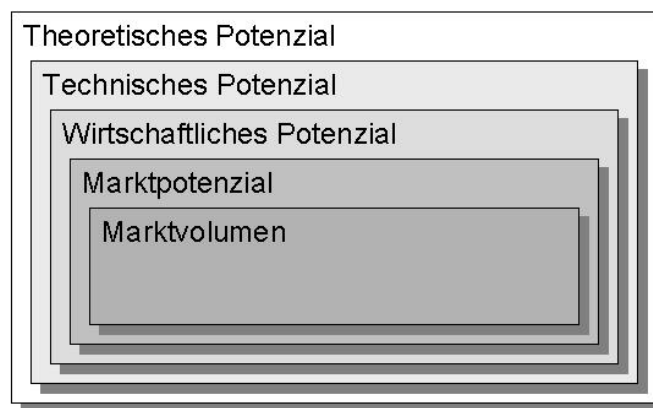 Theoretisches Potenzial
Technisches Potenzial
Wirtschaftliches Potenzial
Marktpotenzial
Marktvolumen